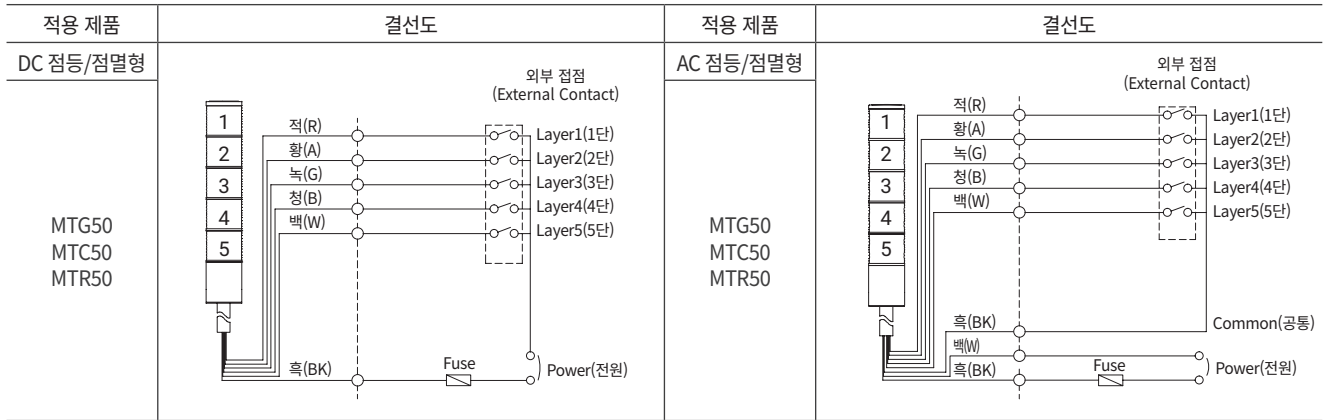 적용 제품
결선도
적용 제품
결선도
DC 점등/점멸형
MTG50
MTC50
MTR50
외부 접점
(External Contact)
1
2
3
4
5
적(R)
황(A)
녹(G)
청(B)
백(W)
Layer1(1단)
Layer2(2단)
Layer3(3단)
Layer4(4단)
Layer5(5단)
흑(BK)
Fuse
Power(전원)
AC 점등/점멸형
MTG50
MTC50
MTR50
외부 접점
(External Contact)
1
2
3
4
5
적(R)
황(A)
녹(G)
청(B)
백(W)
Layer1(1단)
Layer2(2단)
Layer3(3단)
Layer4(4단)
Layer5(5단)
흑(BK)
Common(공통)
백(W)
흑(BK)
Fuse
Power(전원)